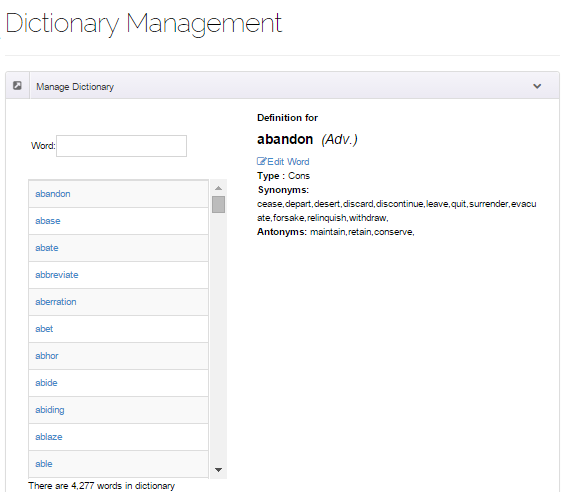 Dictionary Management
Manage Dictionary
Definition for
abandon (Adv.)
Edit Word
Type : Cons
Synonyms:
cease,depart,desert,discard,discontinue,leave,quit,surrender,evacu
ate,forsake,relinquish,withdraw,
Antonyms: maintain,retain,conserve,
Word:
abandon
abase
abate
abbreviate
aberration
abet
abhor
abide
abiding
ablaze
able
There are 4,277 words in dictionary